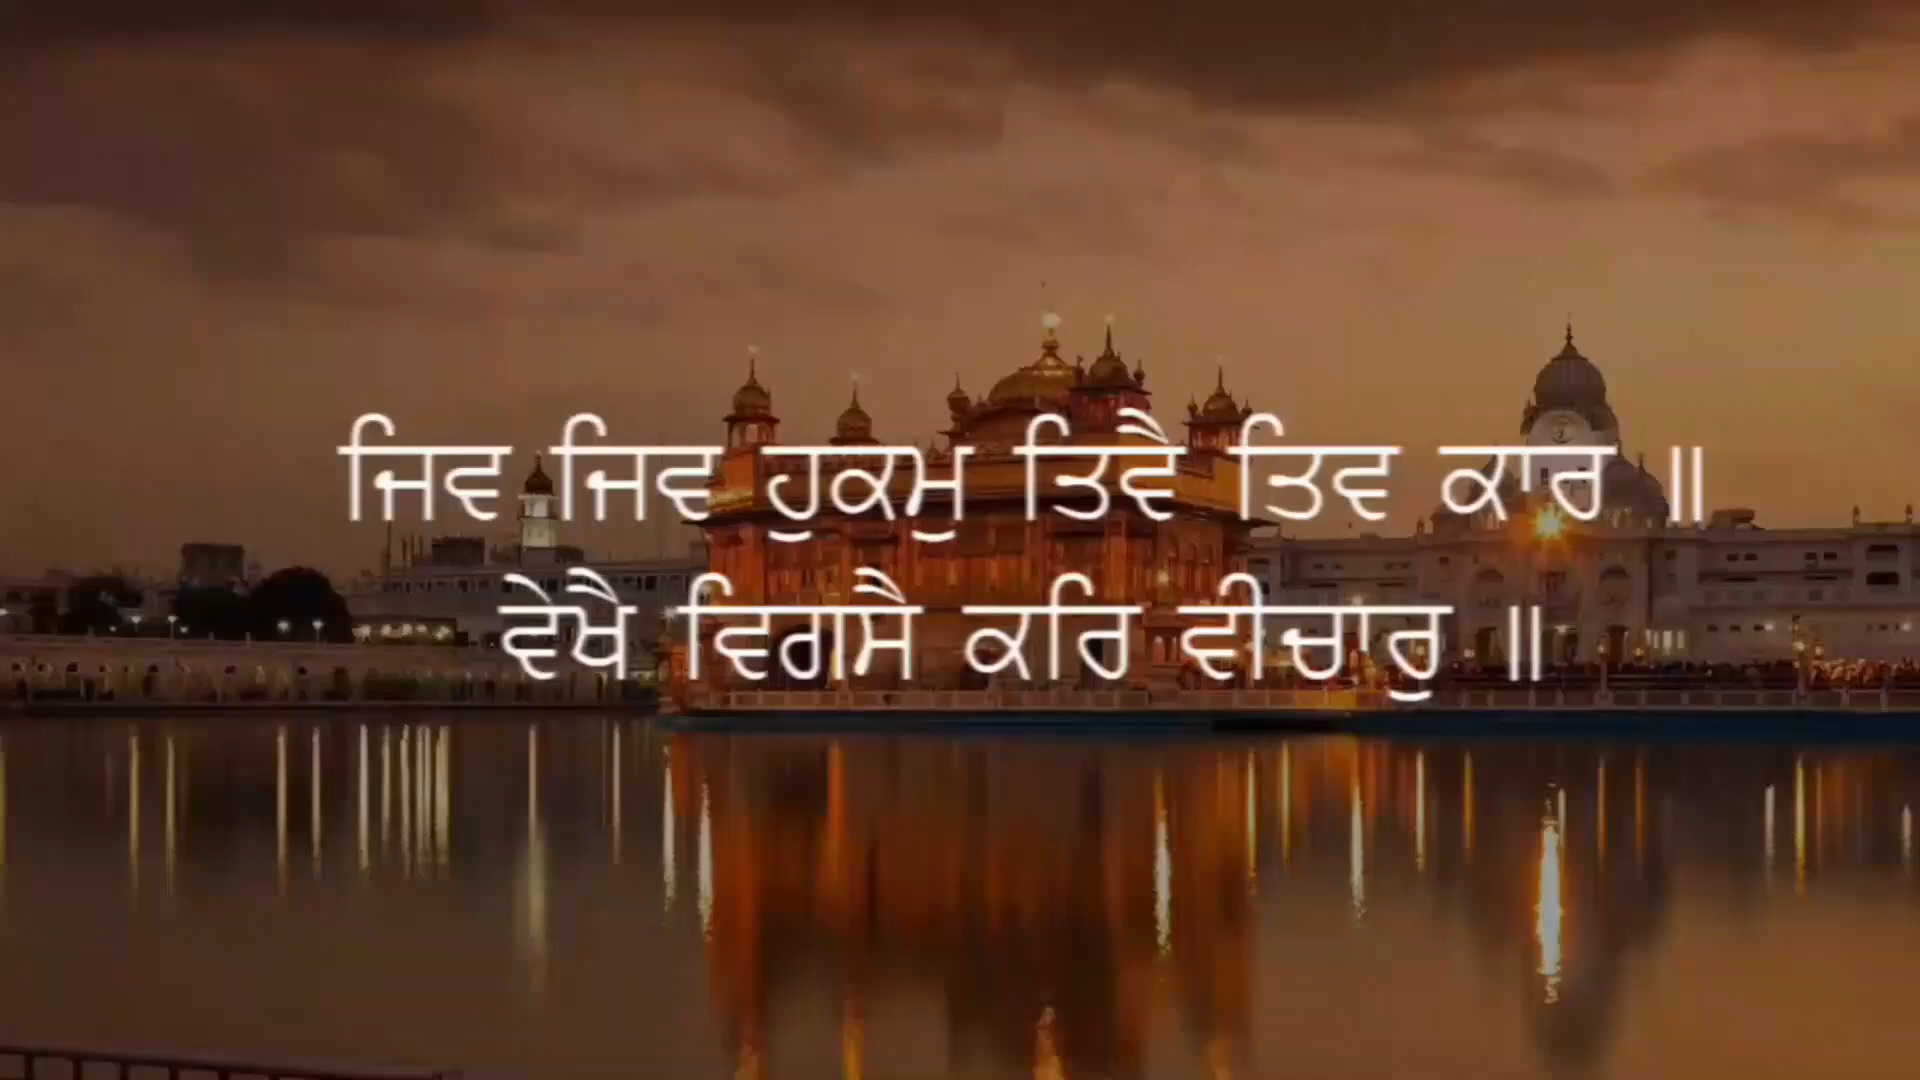 ਜਿਵ ਜਿਵ ਹੁਕਮੁ ਤਿਵੈ ਤਿਵ ਕਾਰ ॥
ਵੇਖੈ ਵਿਗਸੈ ਕਰਿ ਵੀਚਾਰੁ ॥